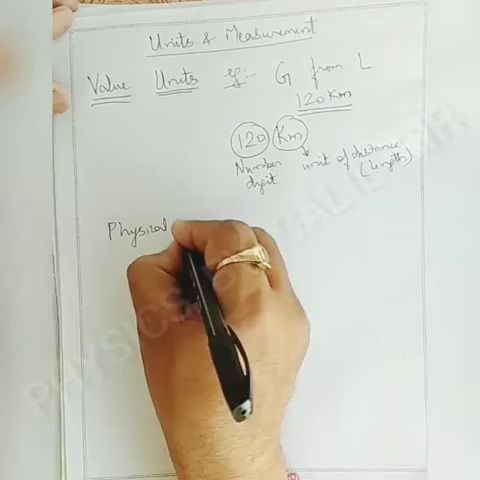 Units & Measurement
Value Units eg:- G from L
120 Km
120 Km
Number unit of distance
digit (Length)
Physical